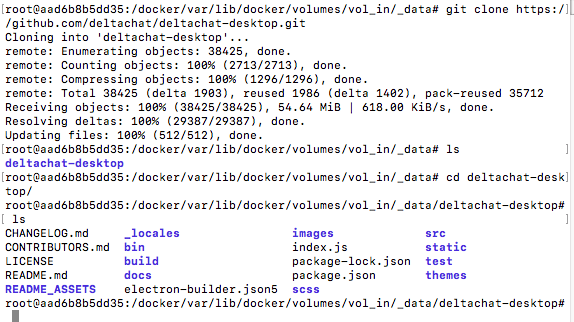 [root@aad6b8b5dd35:/docker/var/lib/docker/volumes/vol_in/_data# git clone https:/]
/github.com/deltachat/deltachat-desktop.git
Cloning into 'deltachat-desktop'...
remote: Enumerating objects: 38425, done.
remote: Counting objects: 100% (2713/2713), done.
remote: Compressing objects: 100% (1296/1296), done.
remote: Total 38425 (delta 1903), reused 1986 (delta 1402), pack-reused 35712
Receiving objects: 100% (38425/38425), 54.64 MiB | 618.00 KiB/s, done.
Resolving deltas: 100% (29387/29387), done.
Updating files: 100% (512/512), done.
[root@aad6b8b5dd35:/docker/var/lib/docker/volumes/vol_in/_data# ls ]
deltachat-desktop
[root@aad6b8b5dd35:/docker/var/lib/docker/volumes/vol_in/_data# cd deltachat-desk]
top/
root@aad6b8b5dd35:/docker/var/lib/docker/volumes/vol_in/_data/deltachat-desktop#
[ ls ]
CHANGELOG.md _locales images src
CONTRIBUTORS.md bin index.js static
LICENSE build package-lock.json test
README.md docs package.json themes
README_ASSETS electron-builder.json5 scss
root@aad6b8b5dd35:/docker/var/lib/docker/volumes/vol_in/_data/deltachat-desktop#